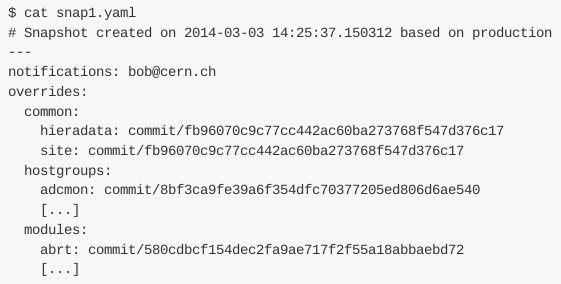 $ cat snap1.yaml
# Snapshot created on 2014-03-03 14:25:37.150312 based on production
---
notifications: bob@cern.ch
overrides:
  common:
    hieradata: commit/fb96070c9c77cc442ac60ba273768f547d376c17
    site: commit/fb96070c9c77cc442ac60ba273768f547d376c17
  hostgroups:
    adcmon: commit/8bf3ca9fe39a6f354dfc70377205ed806d6ae540
    [...]
  modules:
    abrt: commit/580cdbcf154dec2fa9ae717f2f55a18abbaebd72
    [...]